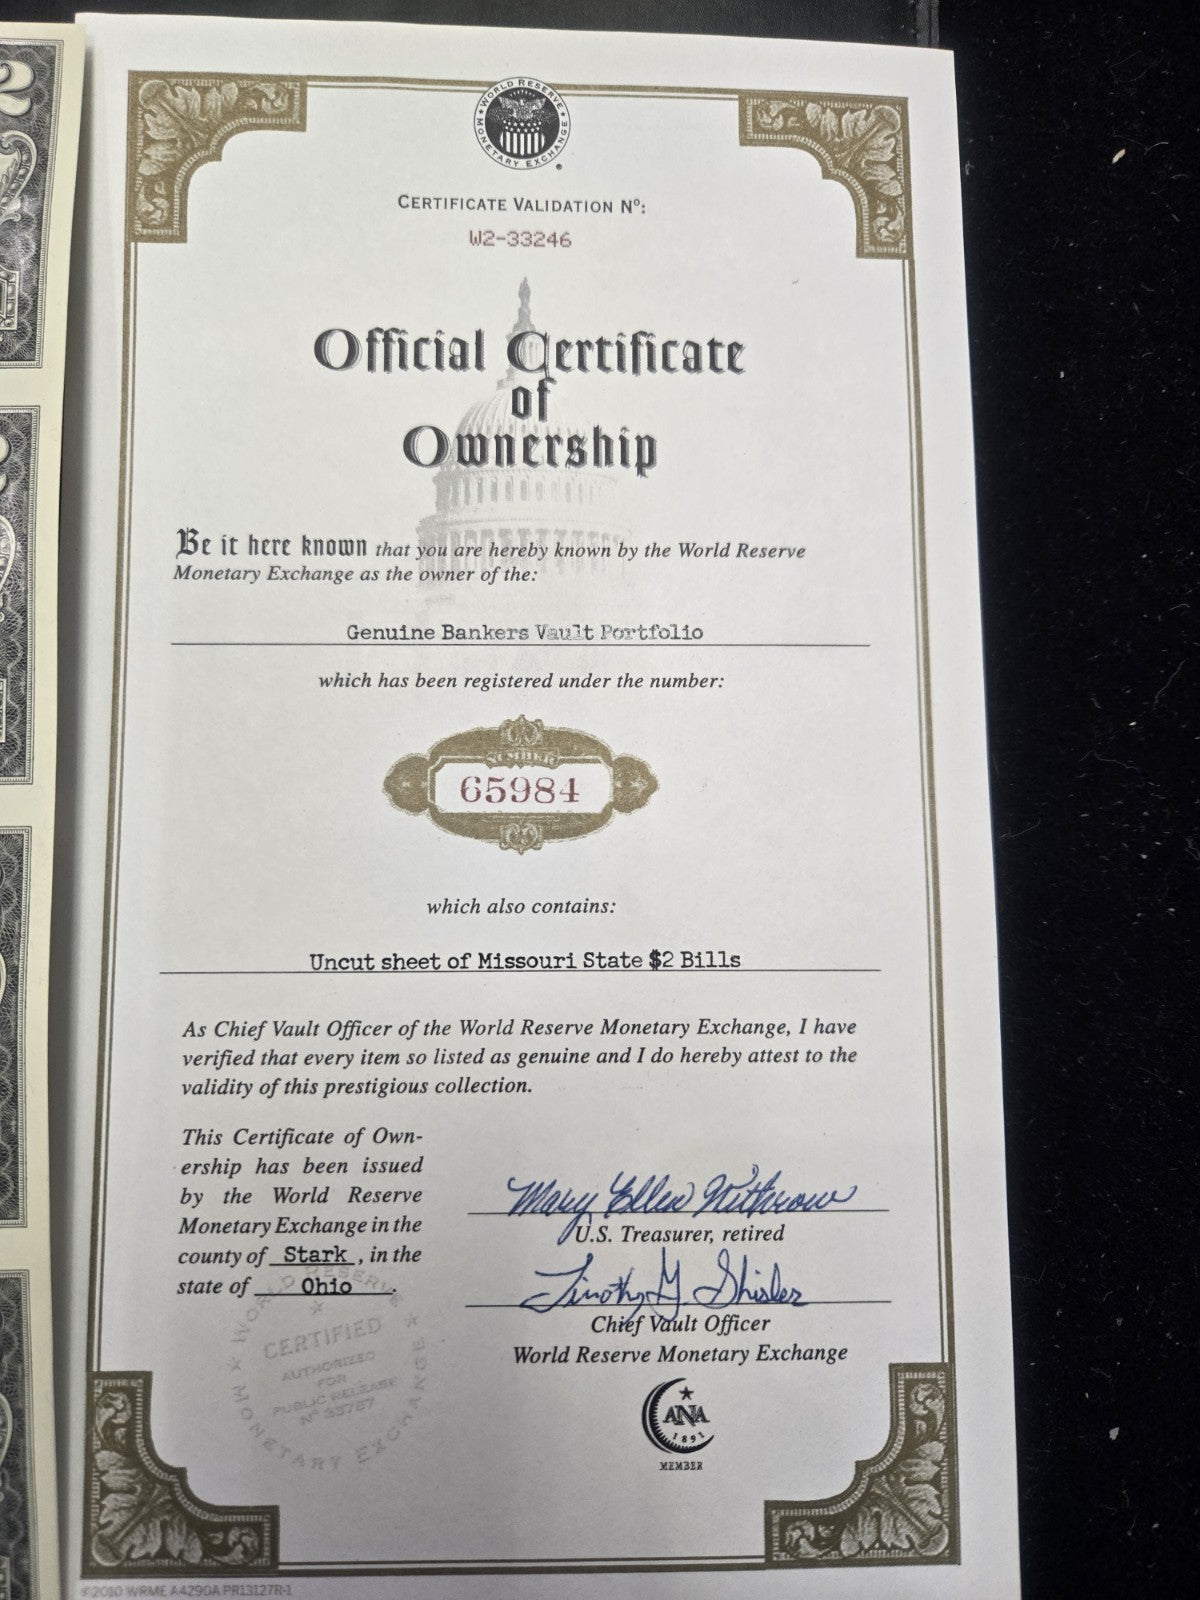 WORLD RESERVE MONETARY EXCHANGE
®
CERTIFICATE VALIDATION Nº:
W2-33246
Official Certificate
of
Ownership
Be it here known that you are hereby known by the World Reserve
Monetary Exchange as the owner of the:
Genuine Bankers Vault Portfolio
which has been registered under the number:
NUMBER
65984
which also contains:
Uncut sheet of Missouri State $2 Bills
As Chief Vault Officer of the World Reserve Monetary Exchange, I have
verified that every item so listed as genuine and I do hereby attest to the
validity of this prestigious collection.
This Certificate of Own-
ership has been issued
by the World Reserve
Monetary Exchange in the
county of Stark, in the
state of Ohio.
Mary Ellen Withrow
U.S. Treasurer, retired
Timothy J. Shisler
Chief Vault Officer
World Reserve Monetary Exchange
WORLD RESERVE MONETARY EXCHANGE
CERTIFIED
AUTHORIZED
FOR
PUBLIC RELEASE
Nº 33787
ANA
1891
MEMBER
©2010 WRME A4290A PR13127R-1
2